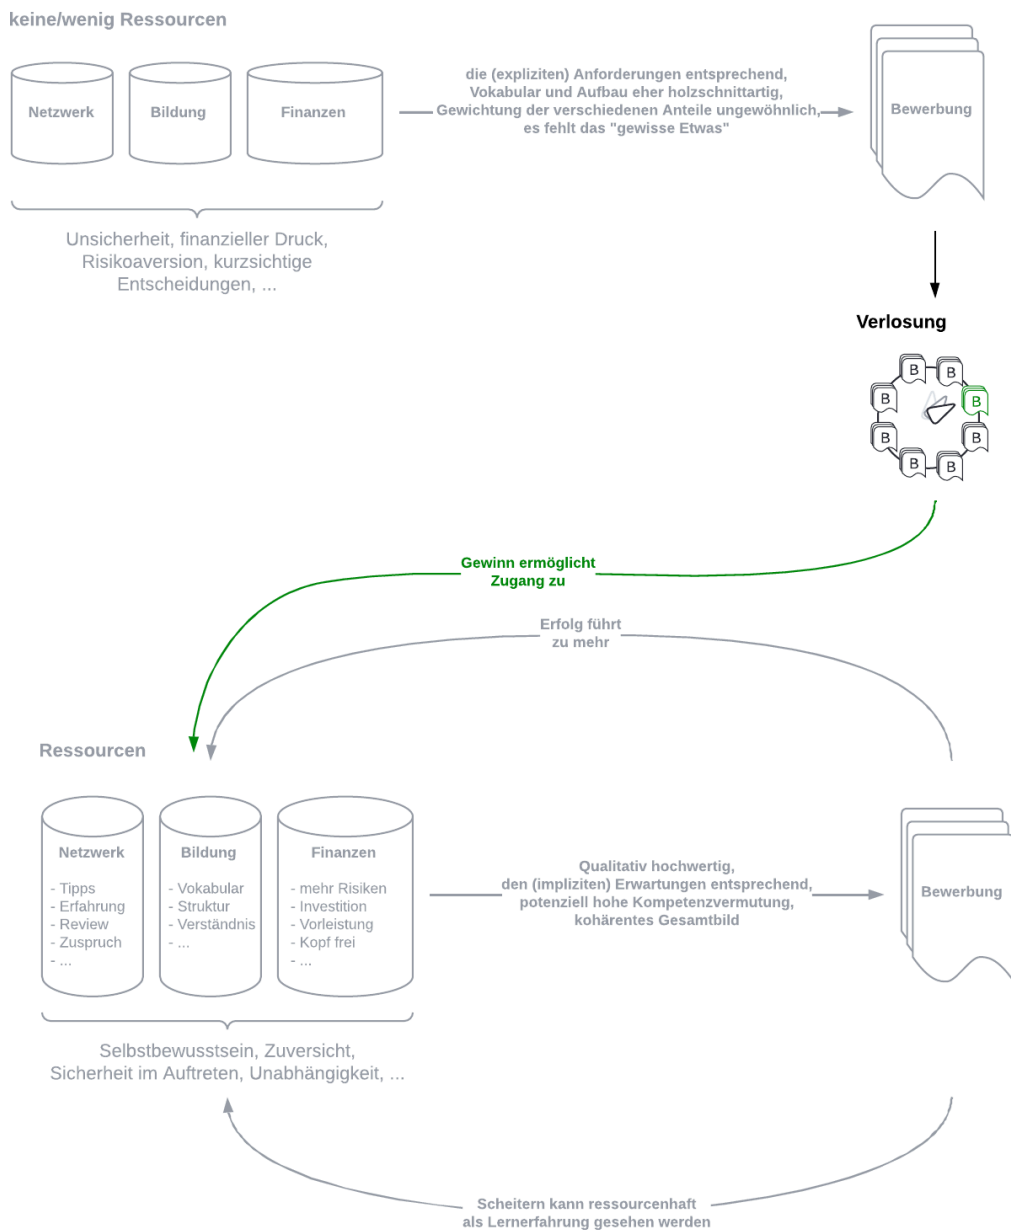 keine/wenig Ressourcen
Netzwerk
Bildung
Finanzen
die (expliziten) Anforderungen entsprechend,
Vokabular und Aufbau eher holzschnittartig,
Gewichtung der verschiedenen Anteile ungewöhnlich,
es fehlt das "gewisse Etwas"
Bewerbung
Unsicherheit, finanzieller Druck,
Risikoaversion, kurzsichtige
Entscheidungen, ...
Verlosung
B
B
B
B
B
B
B
B
Gewinn ermöglicht
Zugang zu
Erfolg führt
zu mehr
Ressourcen
Netzwerk
- Tipps
- Erfahrung
- Review
- Zuspruch
- ...
Bildung
- Vokabular
- Struktur
- Verständnis
- ...
Finanzen
- mehr Risiken
- Investition
- Vorleistung
- Kopf frei
- ...
Qualitativ hochwertig,
den (impliziten) Erwartungen entsprechend,
potenziell hohe Kompetenzvermutung,
kohärentes Gesamtbild
Bewerbung
Selbstbewusstsein, Zuversicht,
Sicherheit im Auftreten, Unabhängigkeit, ...
Scheitern kann ressourcenhaft
als Lernerfahrung gesehen werden